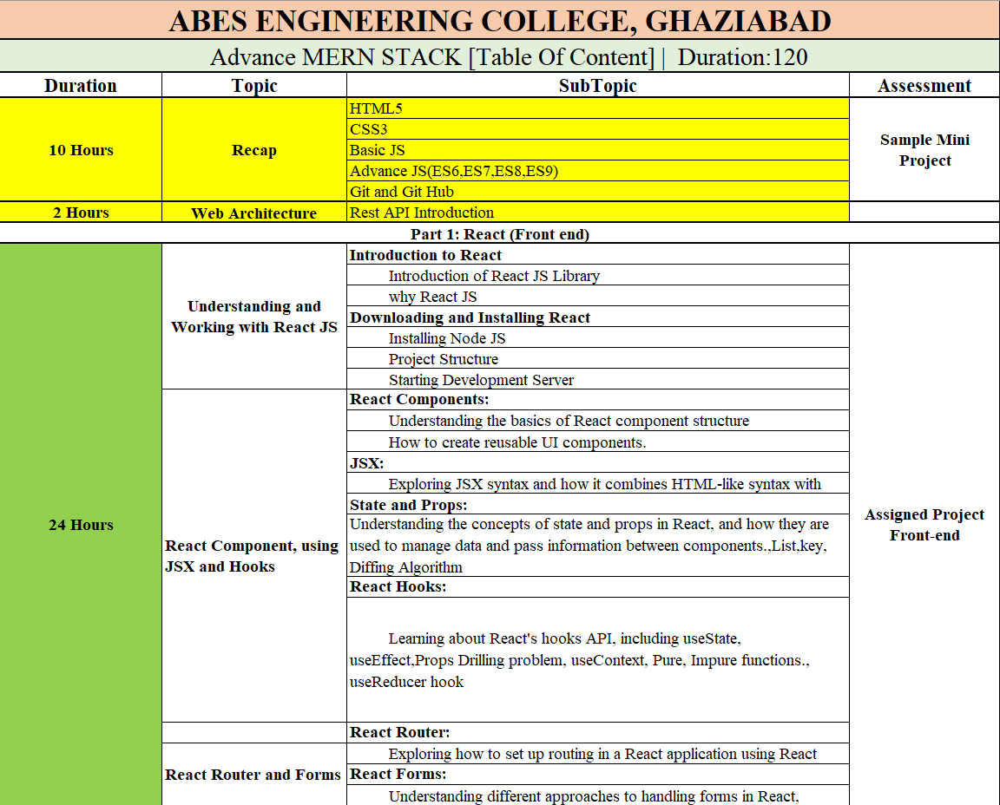 ABES ENGINEERING COLLEGE, GHAZIABAD
Advance MERN STACK [Table Of Content] | Duration:120
Duration Topic SubTopic Assessment
10 Hours
Recap
HTML5
CSS3
Basic JS
Advance JS(ES6,ES7,ES8,ES9)
Git and Git Hub
Sample Mini
Project
2 Hours Web Architecture Rest API Introduction
Part 1: React (Front end)
24 Hours
Understanding and
Working with React JS
Introduction to React
Introduction of React JS Library
why React JS
Downloading and Installing React
Installing Node JS
Project Structure
Starting Development Server
React Component, using
JSX and Hooks
React Components:
Understanding the basics of React component structure
How to create reusable UI components.
JSX:
Exploring JSX syntax and how it combines HTML-like syntax with
State and Props:
Understanding the concepts of state and props in React, and how they are
used to manage data and pass information between components.,List,key,
Diffing Algorithm
React Hooks:
Learning about React's hooks API, including useState,
useEffect,Props Drilling problem, useContext, Pure, Impure functions.,
useReducer hook
React Router:
React Router and Forms
Exploring how to set up routing in a React application using React
React Forms:
Understanding different approaches to handling forms in React,
Assigned Project
Front-end